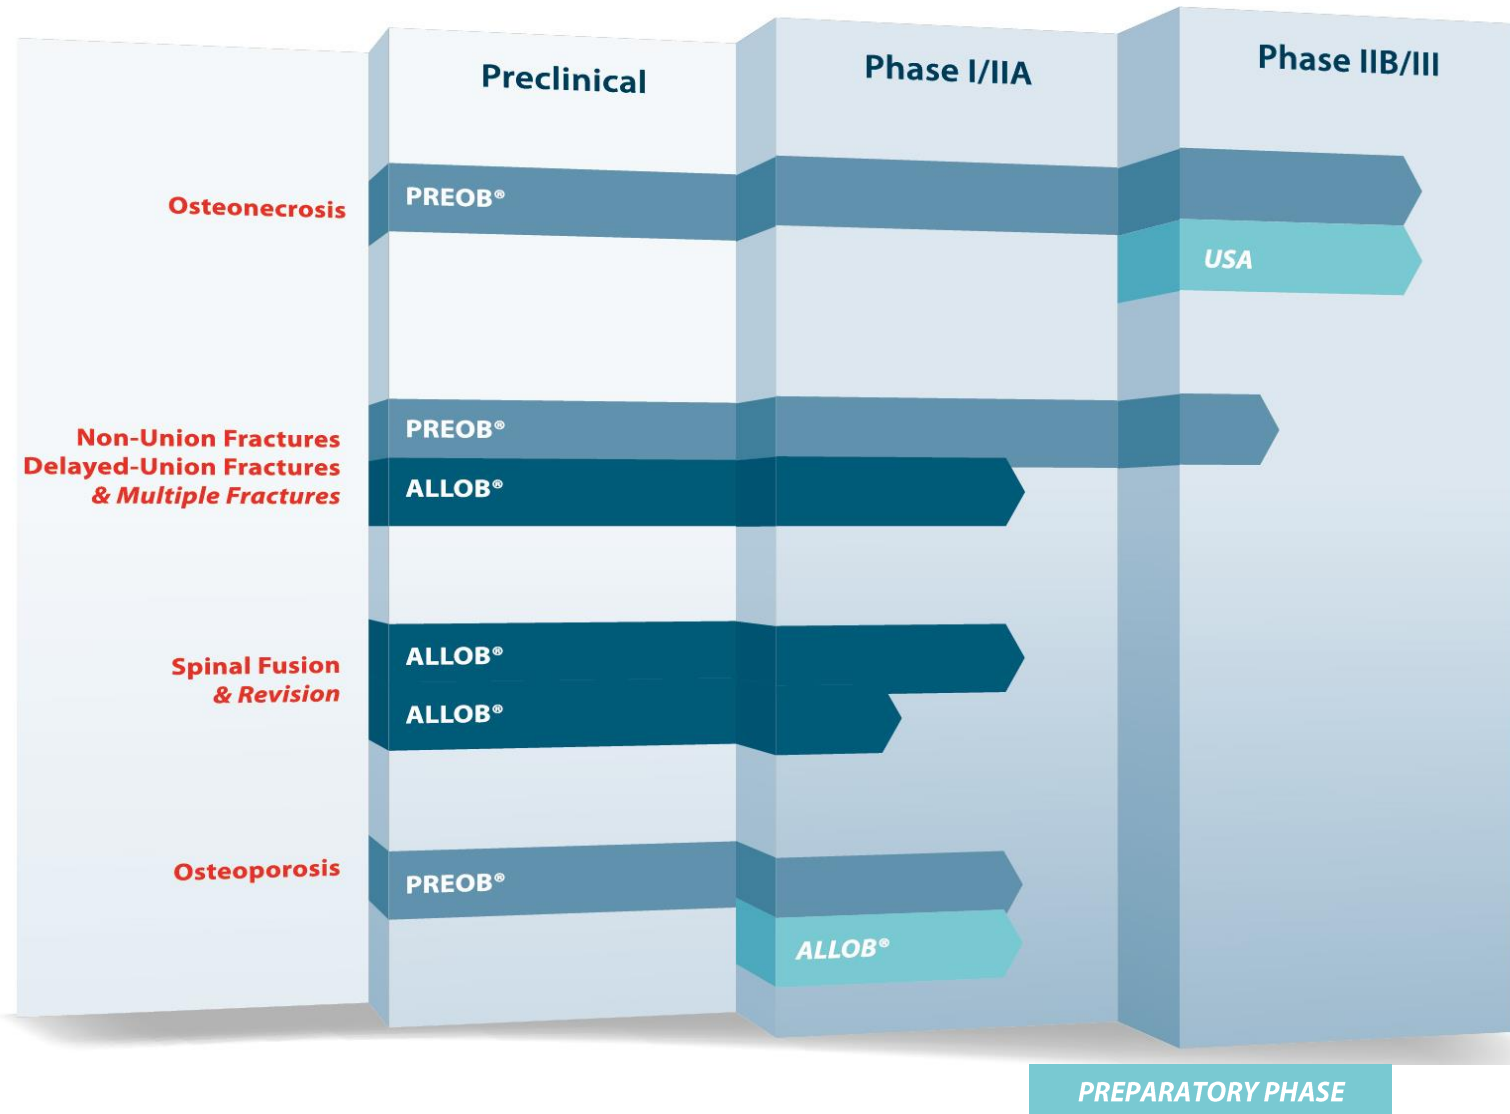 Preclinical
Phase I/IIA
Phase IIB/III
Osteonecrosis
PREOB®
USA
Non-Union Fractures
Delayed-Union Fractures
& Multiple Fractures
PREOB®
ALLOB®
Spinal Fusion
& Revision
ALLOB®
ALLOB®
Osteoporosis
PREOB®
ALLOB®
PREPARATORY PHASE